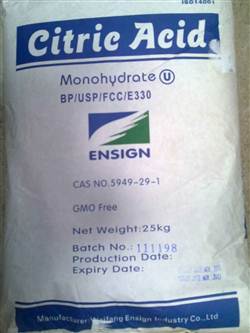 ISO14001
Citric Acid
Monohydrate U
BP/USP/FCC/E330
ENSIGN
CAS NO.5949-29-1
GMO Free
Net Weight:25kg
Batch No.: 111198
Production Date:
Expiry Date:
Manufacturer:Weifang Ensign Industry Co.,Ltd